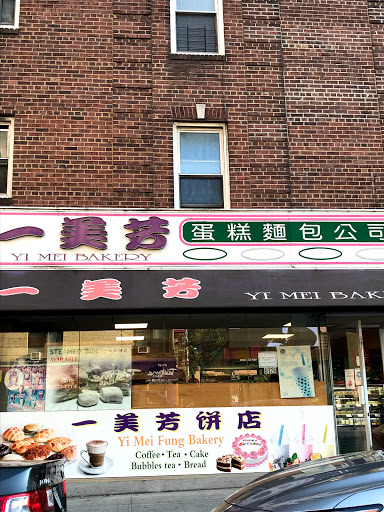 一美芳
蛋糕麵包公司
YI MEI BAKERY
一美芳
YI MEI BAK
STEAMED
AVAILABLE
一美芳饼店
Yi Mei Fung Bakery
Coffee • Tea • Cake
Bubbles tea • Bread